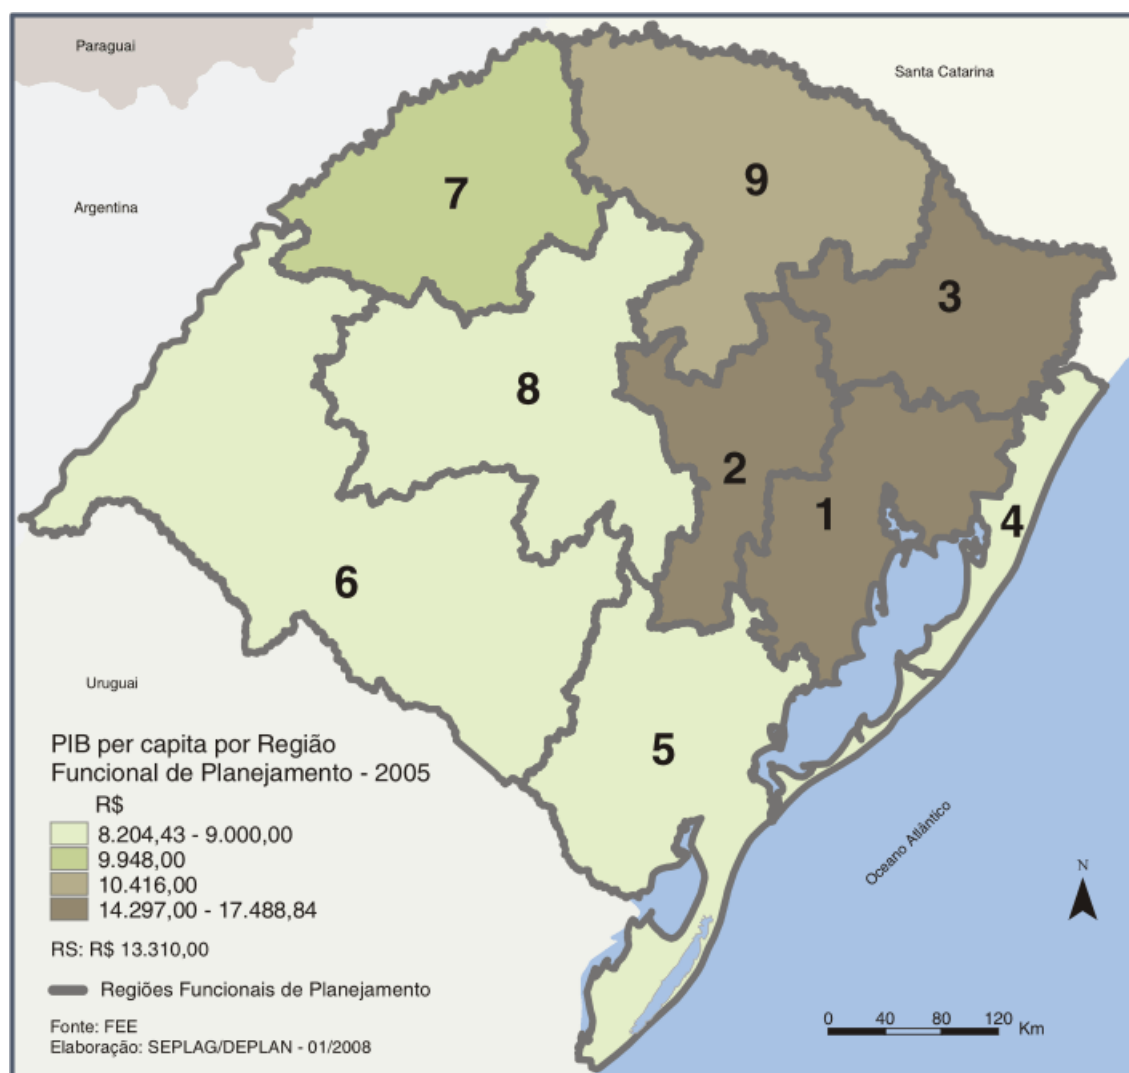 Paraguai
Santa Catarina
9
7
Argentina
3
8
2
1
4
6
Uruguai
5
PIB per capita por Região
Funcional de Planejamento - 2005
R$
8.204,43 - 9.000,00
9.948,00
10.416,00
14.297,00 - 17.488,84
RS: R$ 13.310,00
Regiões Funcionais de Planejamento
Fonte: FEE
Elaboração: SEPLAG/DEPLAN - 01/2008
Oceano Atlântico
N
0 40 80 120 Km